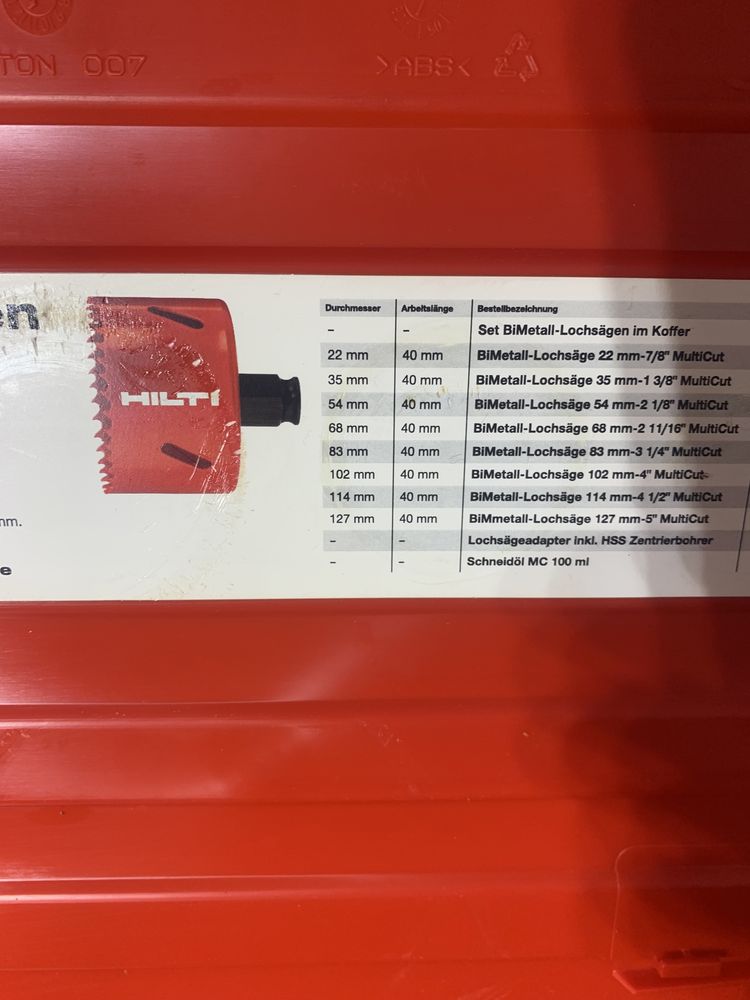 TON 007
>ABS<
en
HILTI
mm.
e
Durchmesser Arbeitslänge Bestellbezeichnung
– – Set BiMetall-Lochsägen im Koffer
22 mm 40 mm BiMetall-Lochsäge 22 mm-7/8" MultiCut
35 mm 40 mm BiMetall-Lochsäge 35 mm-1 3/8" MultiCut
54 mm 40 mm BiMetall-Lochsäge 54 mm-2 1/8" MultiCut
68 mm 40 mm BiMetall-Lochsäge 68 mm-2 11/16" MultiCut
83 mm 40 mm BiMetall-Lochsäge 83 mm-3 1/4" MultiCut
102 mm 40 mm BiMetall-Lochsäge 102 mm-4" MultiCut
114 mm 40 mm BiMetall-Lochsäge 114 mm-4 1/2" MultiCut
127 mm 40 mm BiMmetall-Lochsäge 127 mm-5" MultiCut
– – Lochsägeadapter inkl. HSS Zentrierbohrer
– – Schneidöl MC 100 ml